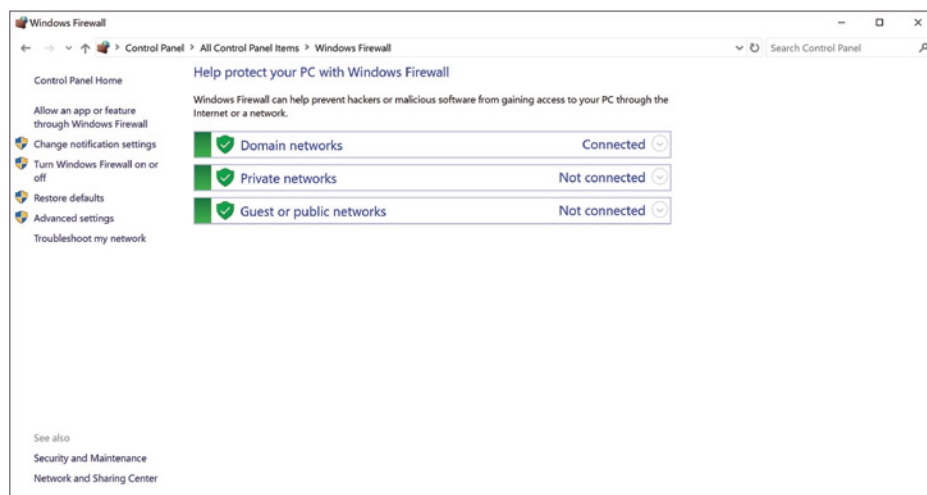 Windows Firewall
Control Panel > All Control Panel Items > Windows Firewall
Search Control Panel
Control Panel Home
Allow an app or feature
through Windows Firewall
Change notification settings
Turn Windows Firewall on or
off
Restore defaults
Advanced settings
Troubleshoot my network
Help protect your PC with Windows Firewall
Windows Firewall can help prevent hackers or malicious software from gaining access to your PC through the
Internet or a network.
Domain networks Connected
Private networks Not connected
Guest or public networks Not connected
See also
Security and Maintenance
Network and Sharing Center